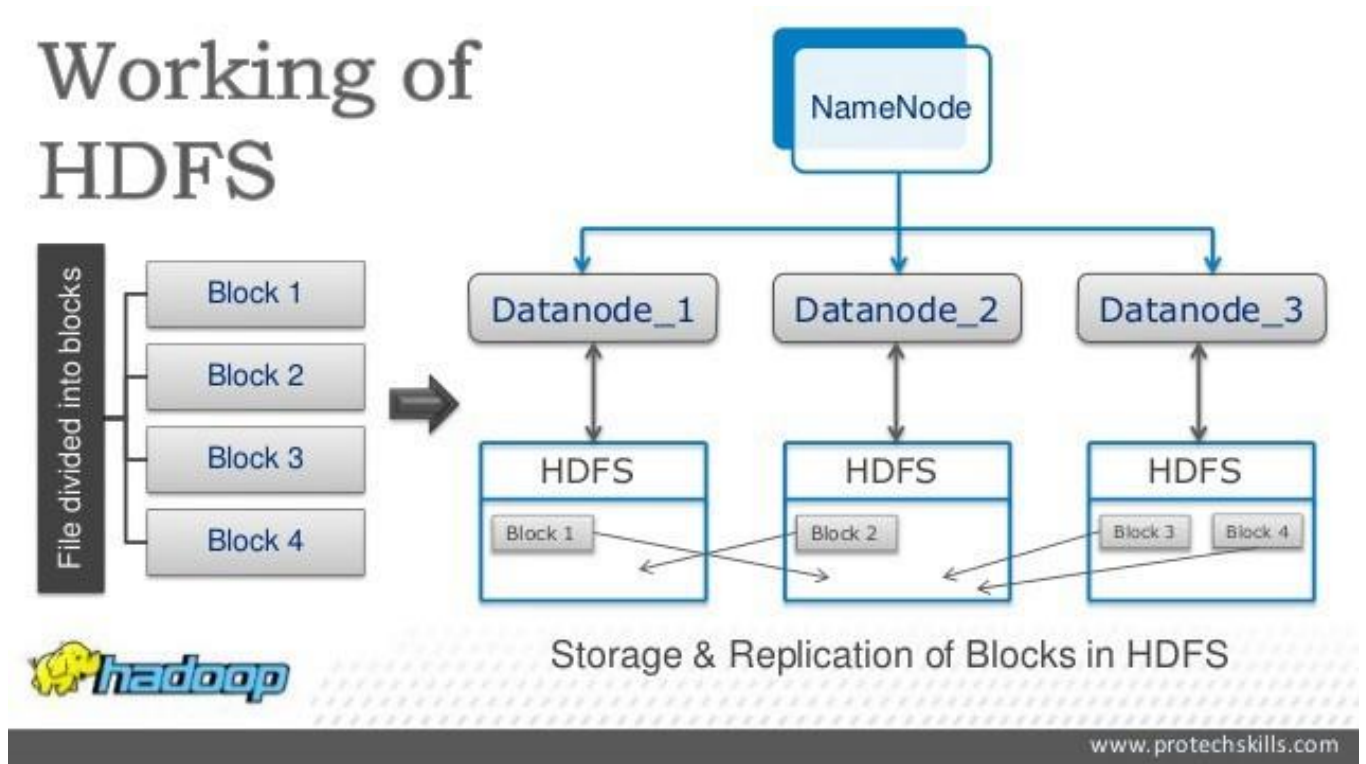 Working of
HDFS
NameNode
File divided into blocks
Block 1
Block 2
Block 3
Block 4
Datanode_1
Datanode_2
Datanode_3
HDFS
HDFS
HDFS
Block 1
Block 2
Block 3
Block 4
Storage & Replication of Blocks in HDFS
hadoop
www.protechskills.com